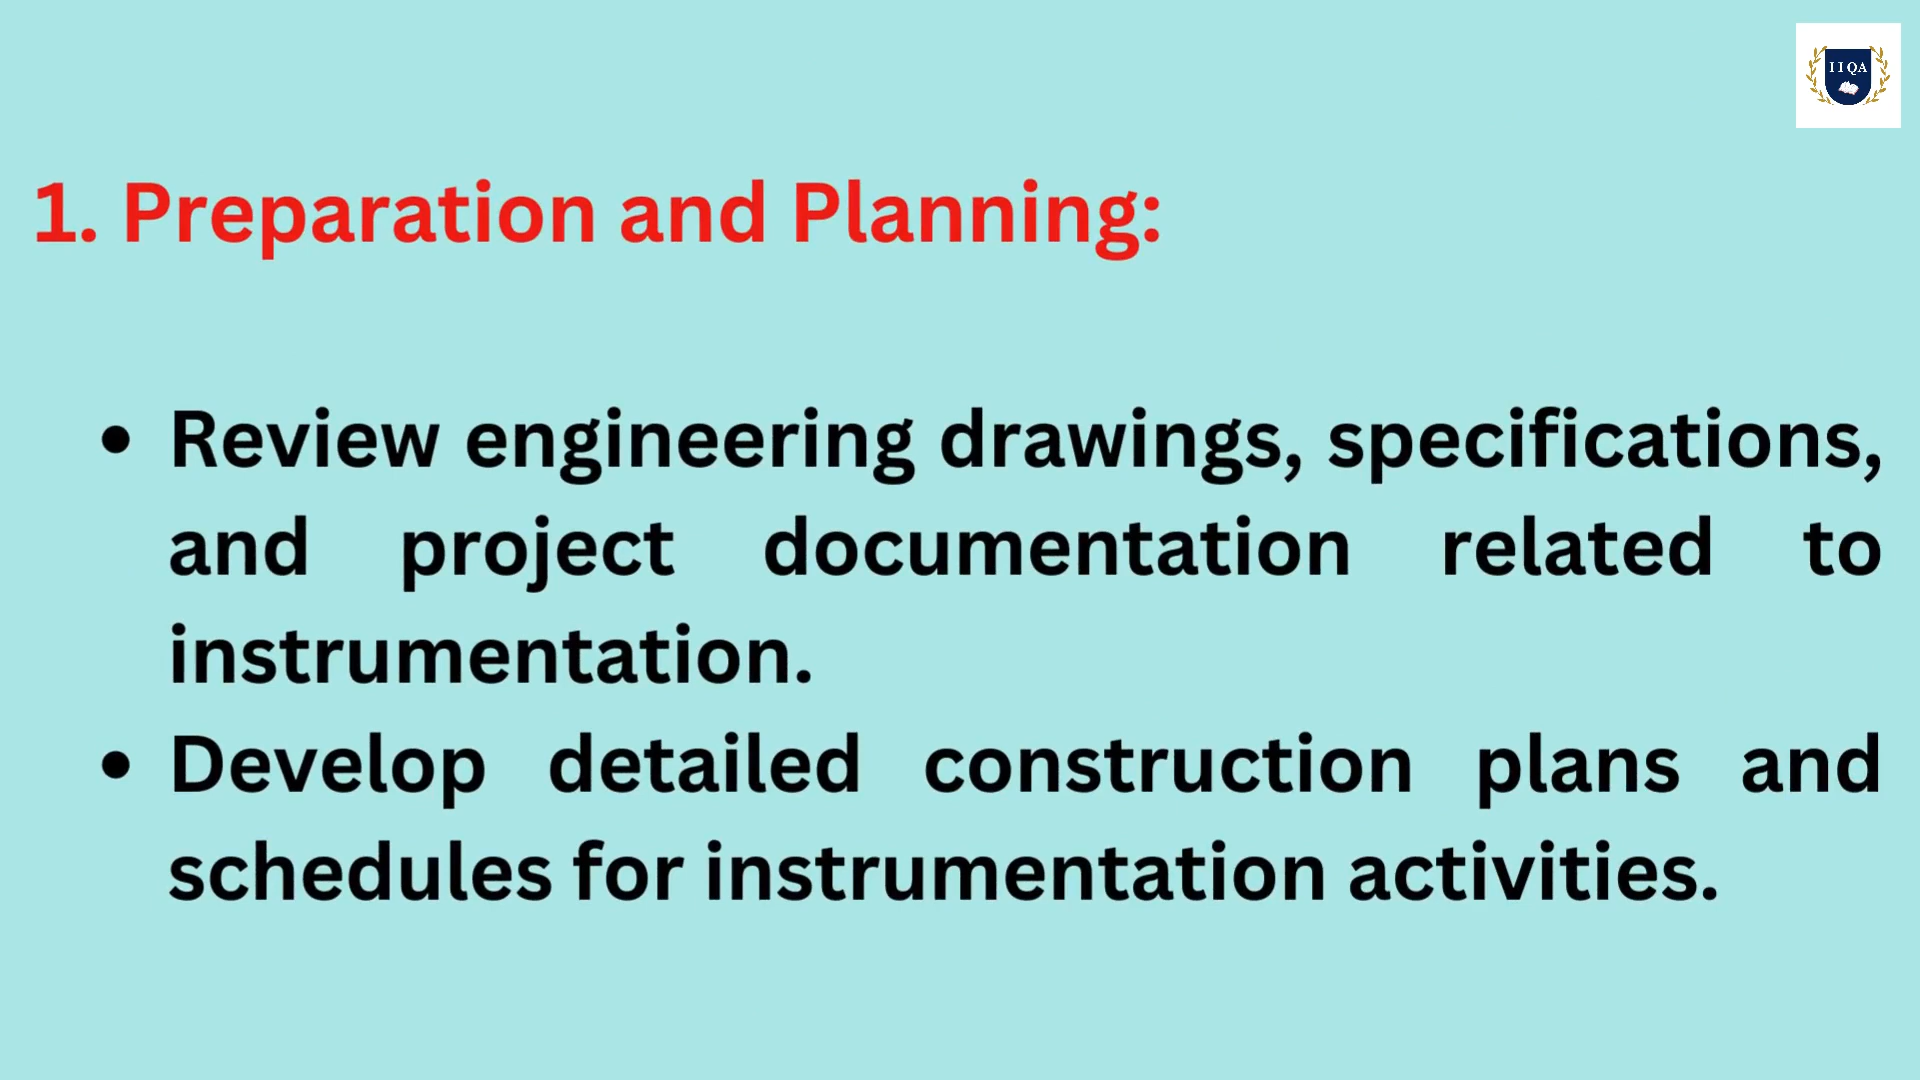 IIQA
1. Preparation and Planning:
• Review engineering drawings, specifications,
and project documentation related to
instrumentation.
• Develop detailed construction plans and
schedules for instrumentation activities.